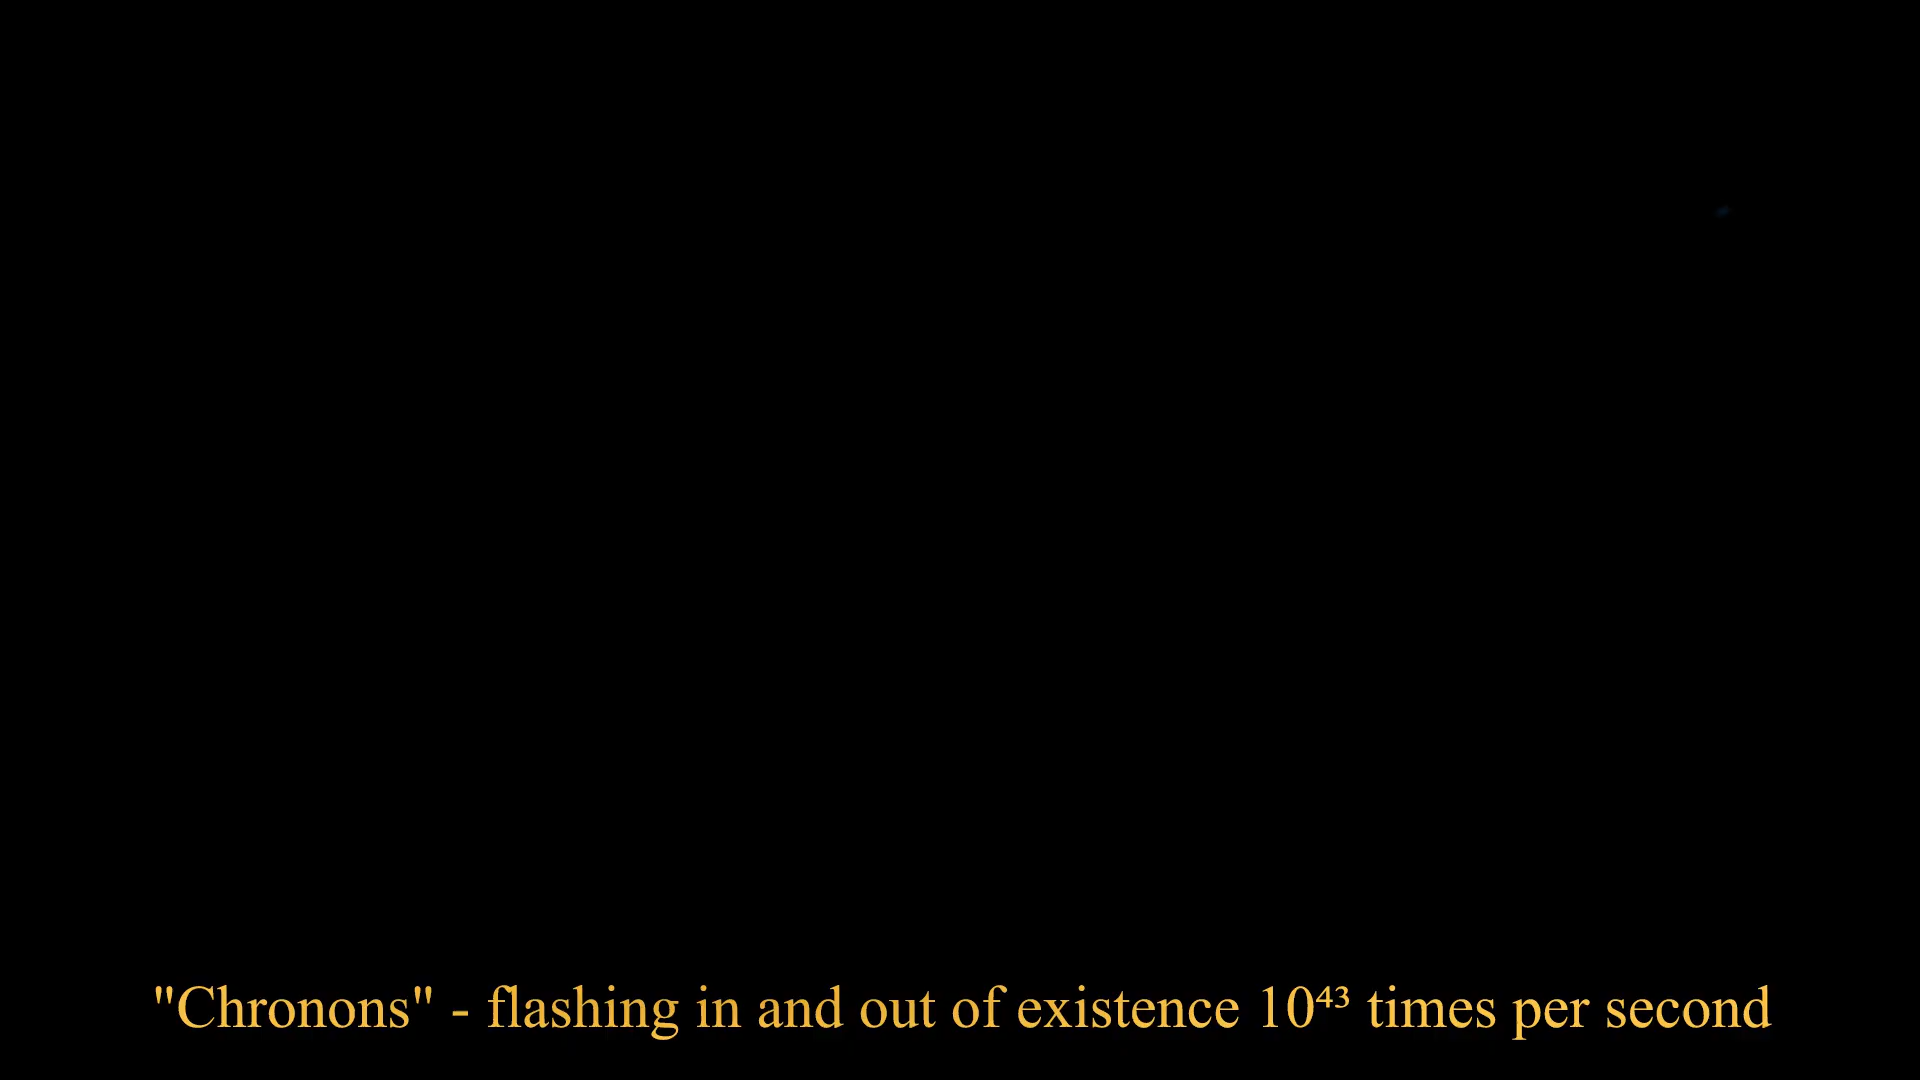 "Chronons" - flashing in and out of existence 10⁴³ times per second